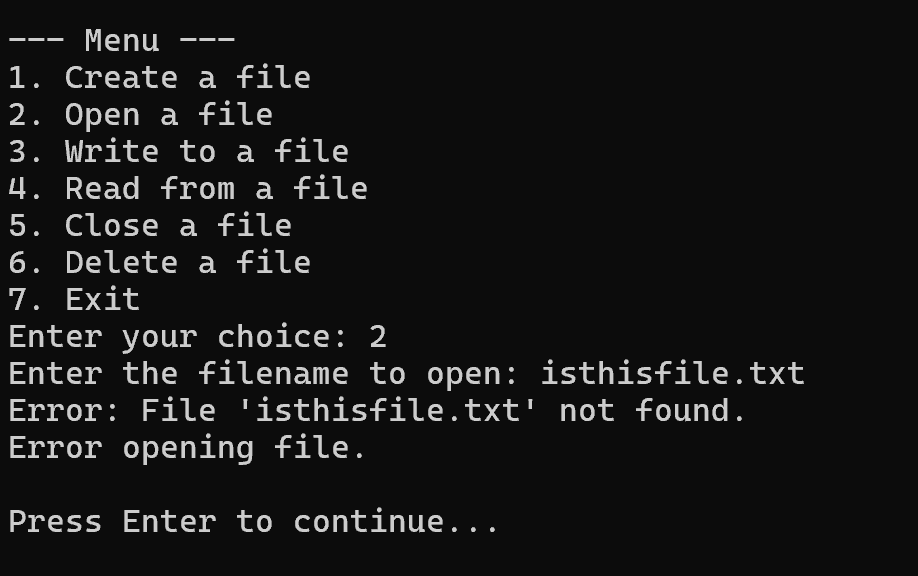 --- Menu ---
1. Create a file
2. Open a file
3. Write to a file
4. Read from a file
5. Close a file
6. Delete a file
7. Exit
Enter your choice: 2
Enter the filename to open: isthisfile.txt
Error: File 'isthisfile.txt' not found.
Error opening file.

Press Enter to continue...